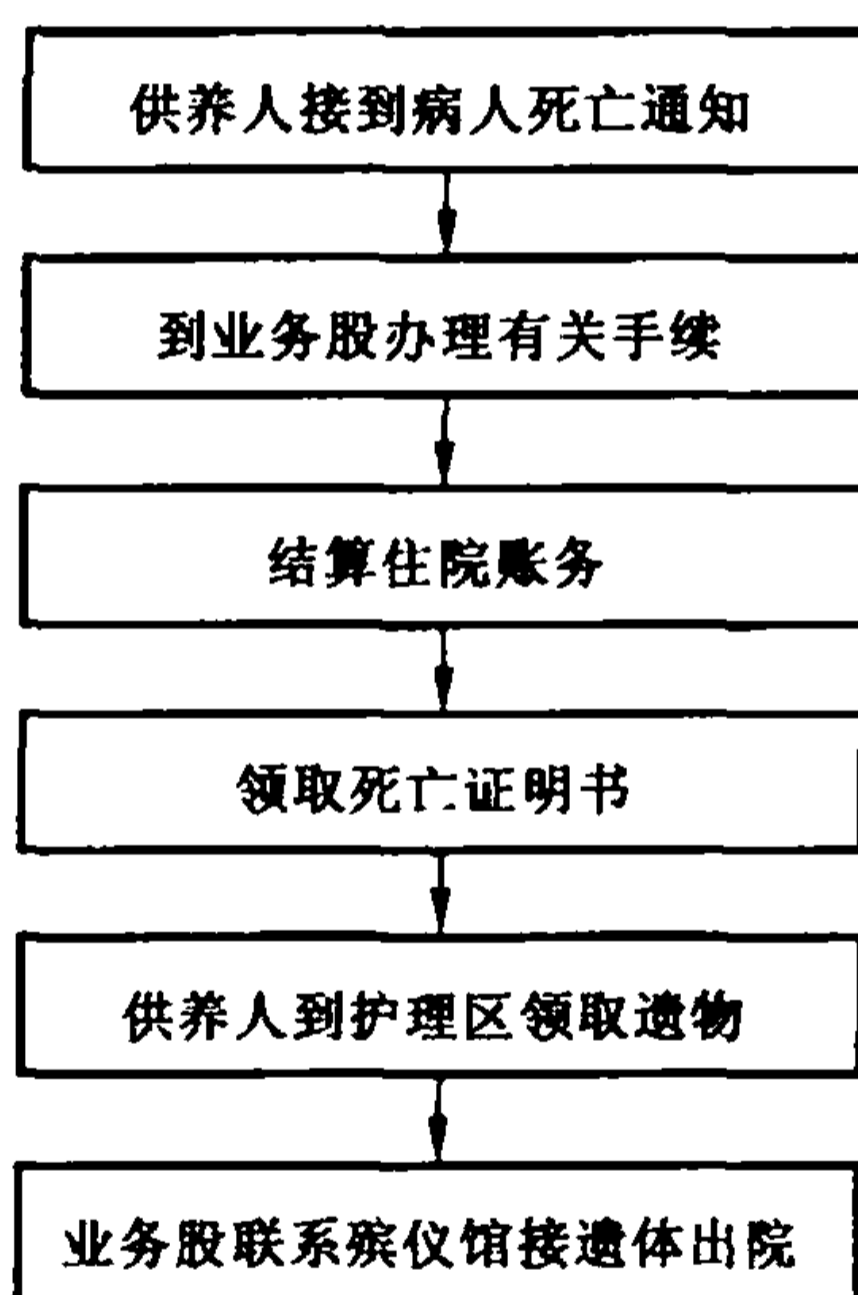 供养人接到病人死亡通知
到业务股办理有关手续
结算住院账务
领取死亡证明书
供养人到护理区领取遗物
业务股联系殡仪馆接遗体出院